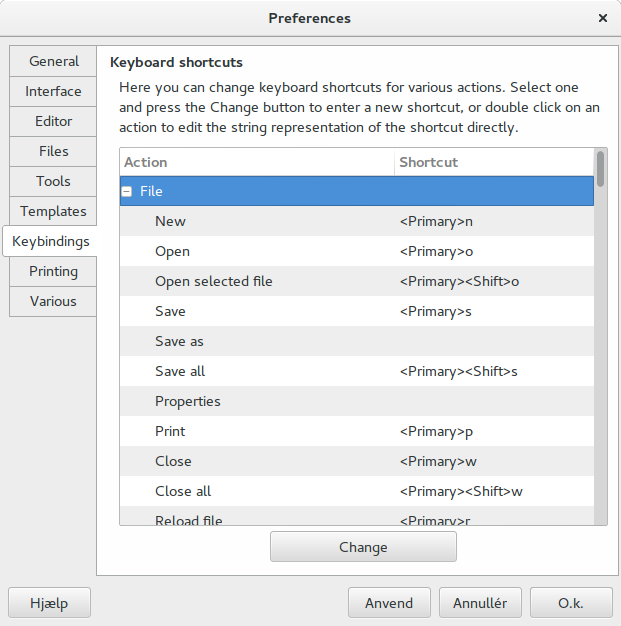 Preferences
General
Interface
Editor
Files
Tools
Templates
Keybindings
Printing
Various
Keyboard shortcuts
Here you can change keyboard shortcuts for various actions. Select one
and press the Change button to enter a new shortcut, or double click on an
action to edit the string representation of the shortcut directly.
Action Shortcut
File
New <Primary>n
Open <Primary>o
Open selected file <Primary><Shift>o
Save <Primary>s
Save as
Save all <Primary><Shift>s
Properties
Print <Primary>p
Close <Primary>w
Close all <Primary><Shift>w
Reload file <Primary>r
Change
Hjælp Anvend Annullér O.k.